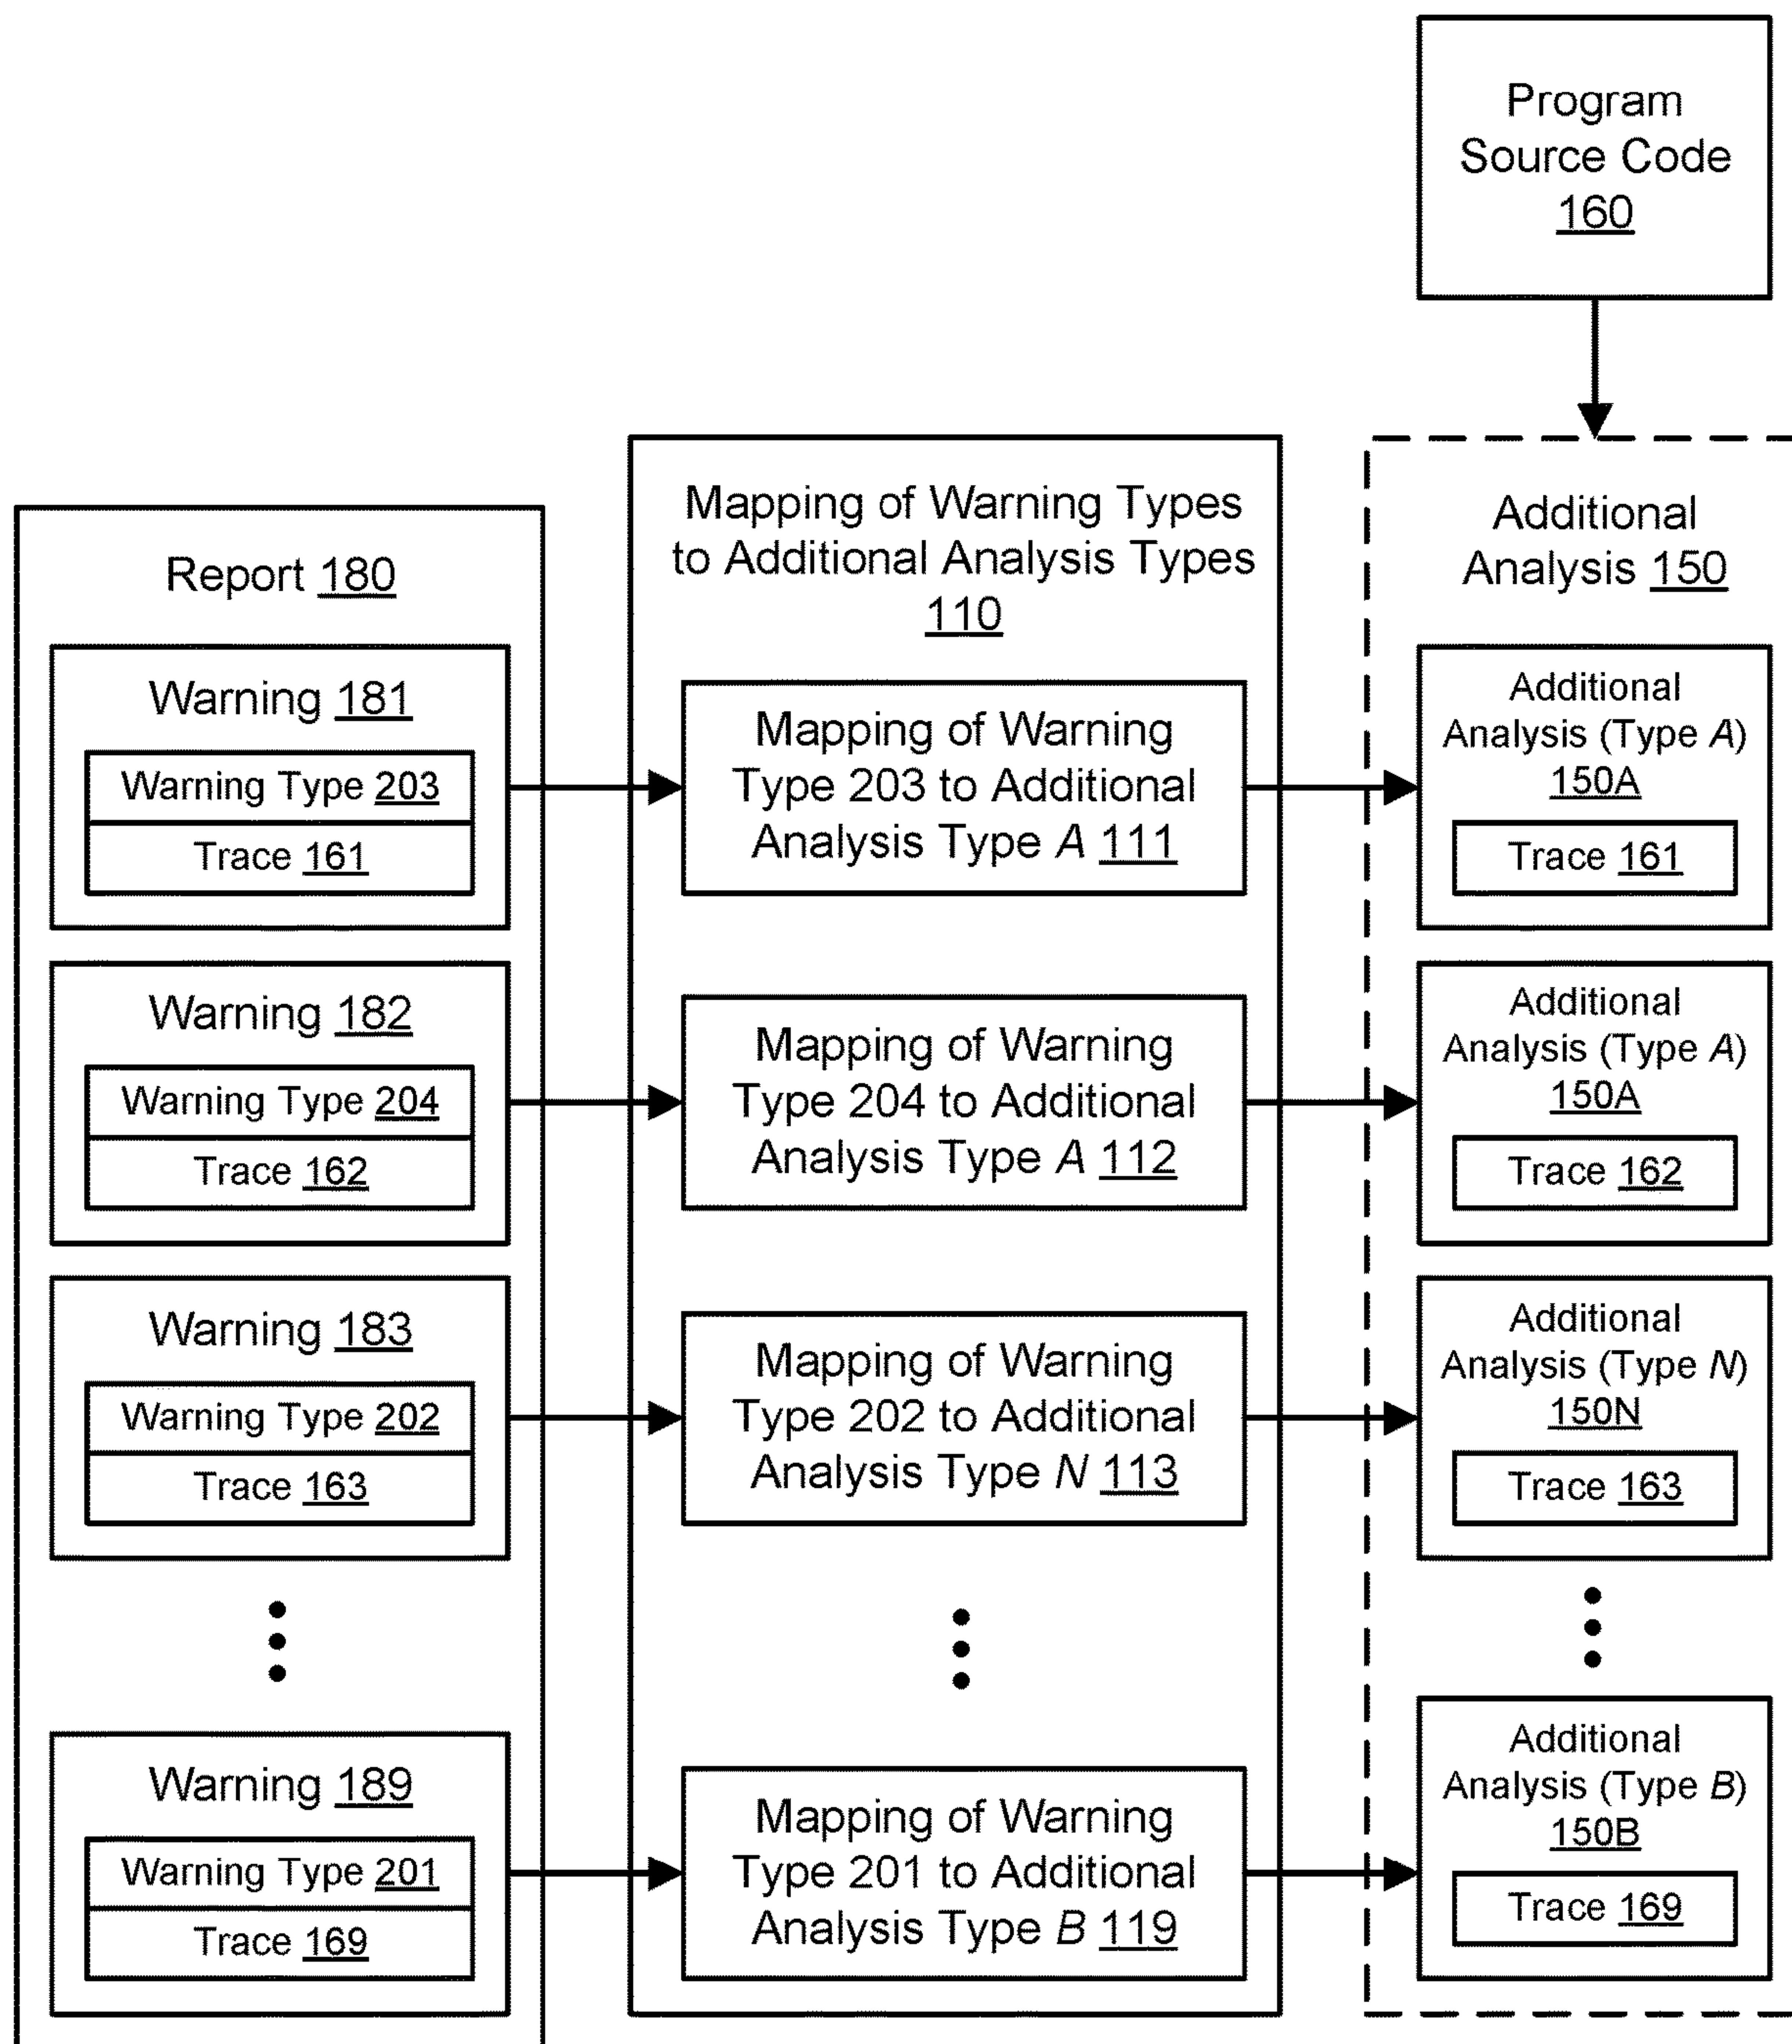 Program
Source Code
160
Report 180
Warning 181
Warning Type 203
Trace 161
Warning 182
Warning Type 204
Trace 162
Warning 183
Warning Type 202
Trace 163
Warning 189
Warning Type 201
Trace 169
Mapping of Warning Types
to Additional Analysis Types
110
Mapping of Warning
Type 203 to Additional
Analysis Type A 111
Mapping of Warning
Type 204 to Additional
Analysis Type A 112
Mapping of Warning
Type 202 to Additional
Analysis Type N 113
Mapping of Warning
Type 201 to Additional
Analysis Type B 119
Additional
Analysis 150
Additional
Analysis (Type A)
150A
Trace 161
Additional
Analysis (Type A)
150A
Trace 162
Additional
Analysis (Type N)
150N
Trace 163
Additional
Analysis (Type B)
150B
Trace 169